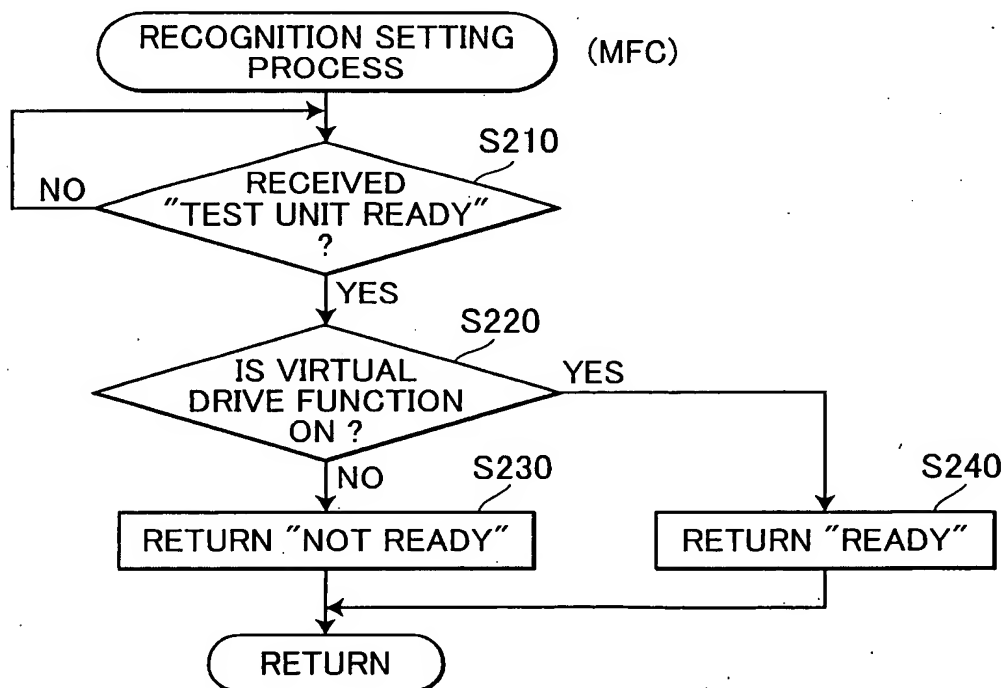 RECOGNITION SETTING
PROCESS
(MFC)
S210
RECEIVED
"TEST UNIT READY"
?
NO
YES
S220
IS VIRTUAL
DRIVE FUNCTION
ON ?
YES
NO
S230
RETURN "NOT READY"
S240
RETURN "READY"
RETURN